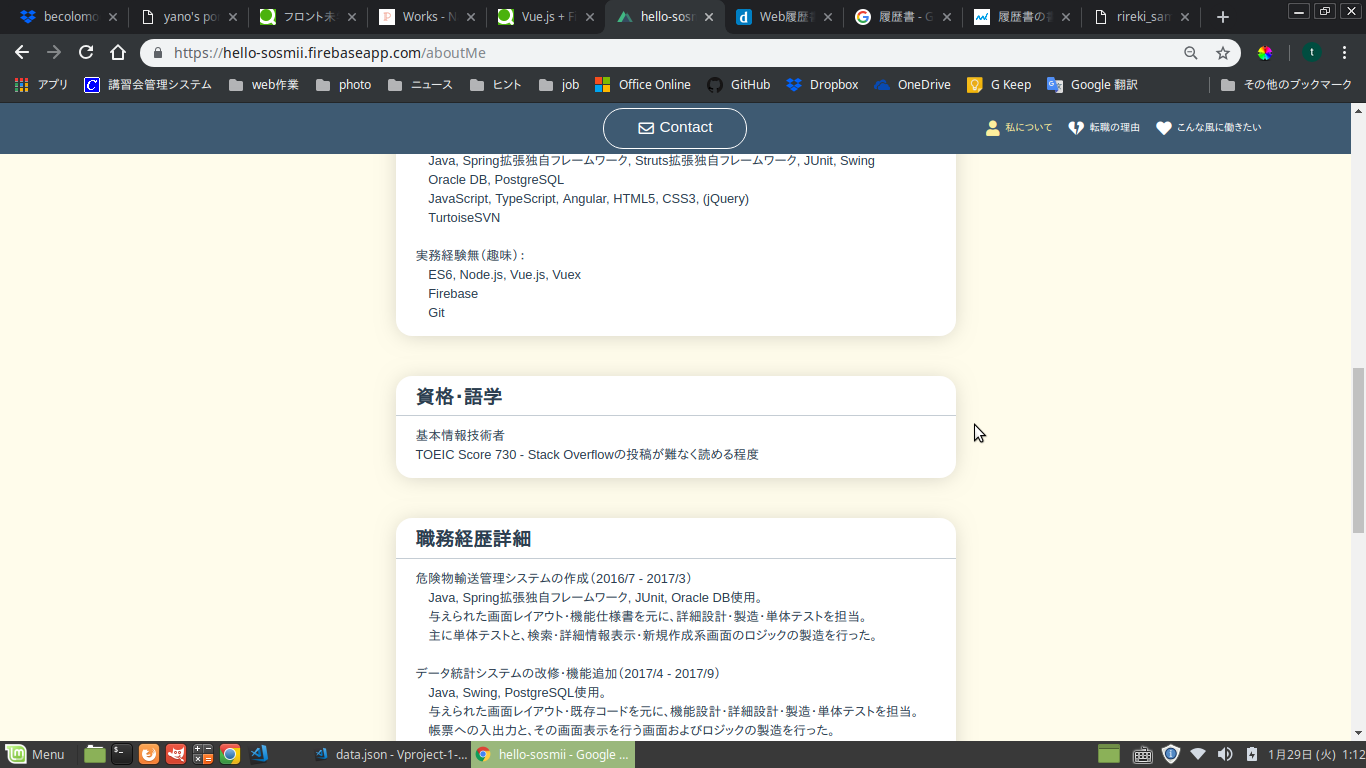 becolomo
yano's po
フロント未
Works - N
Vue.js + Fi
hello-sosm
Web履歴書
履歴書 - G
履歴書の書
rireki_sam
https://hello-sosmii.firebaseapp.com/aboutMe
t
アプリ
講習会管理システム
web作業
photo
ニュース
ヒント
job
Office Online
GitHub
Dropbox
OneDrive
G Keep
Google 翻訳
その他のブックマーク
Contact
私について
転職の理由
こんな風に働きたい
Java, Spring拡張独自フレームワーク, Struts拡張独自フレームワーク, JUnit, Swing
Oracle DB, PostgreSQL
JavaScript, TypeScript, Angular, HTML5, CSS3, (jQuery)
TurtoiseSVN
実務経験無（趣味）:
ES6, Node.js, Vue.js, Vuex
Firebase
Git
資格・語学
基本情報技術者
TOEIC Score 730 - Stack Overflowの投稿が難なく読める程度
職務経歴詳細
危険物輸送管理システムの作成（2016/7 - 2017/3）
Java, Spring拡張独自フレームワーク, JUnit, Oracle DB使用。
与えられた画面レイアウト・機能仕様書を元に、詳細設計・製造・単体テストを担当。
主に単体テストと、検索・詳細情報表示・新規作成系画面のロジックの製造を行った。
データ統計システムの改修・機能追加（2017/4 - 2017/9）
Java, Swing, PostgreSQL使用。
与えられた画面レイアウト・既存コードを元に、機能設計・詳細設計・製造・単体テストを担当。
帳票への入出力と、その画面表示を行う画面およびロジックの製造を行った。
Menu
data.json - Vproject-1-...
hello-sosmii - Google ...
1月29日 (火) 1:12